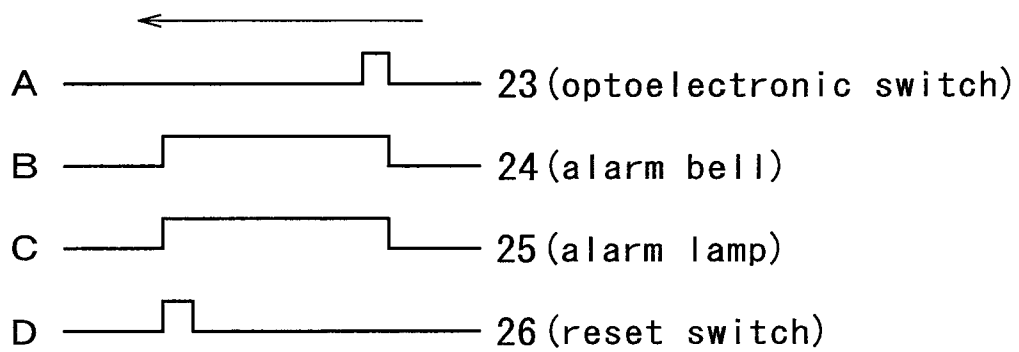 A 23(optoelectronic switch)
B 24(alarm bell)
C 25(alarm lamp)
D 26(reset switch)